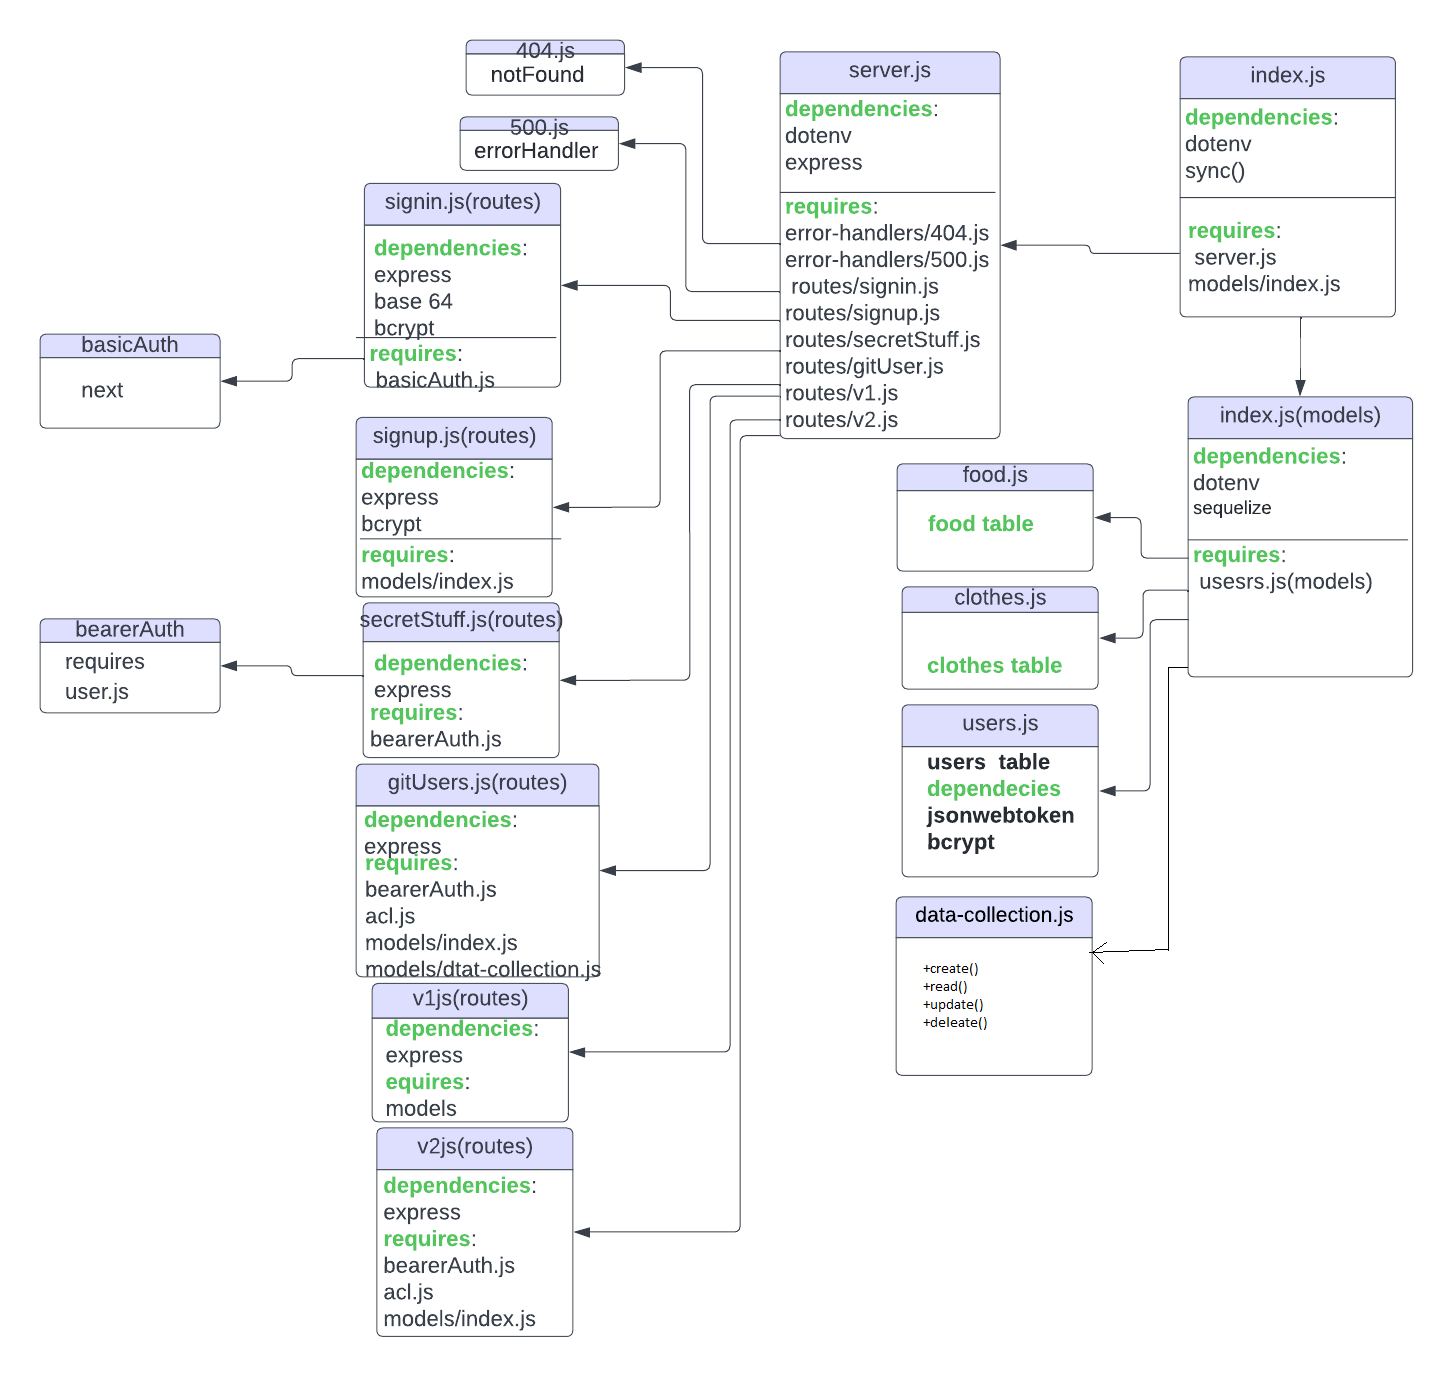 404.js
notFound
500.js
errorHandler
signin.js(routes)
dependencies:
express
base 64
bcrypt
requires:
basicAuth.js
basicAuth
next
signup.js(routes)
dependencies:
express
bcrypt
requires:
models/index.js
bearerAuth
requires
user.js
secretStuff.js(routes)
dependencies:
express
requires:
bearerAuth.js
gitUsers.js(routes)
dependencies:
express
requires:
bearerAuth.js
acl.js
models/index.js
models/dtat-collection.js
v1js(routes)
dependencies:
express
equires:
models
v2js(routes)
dependencies:
express
requires:
bearerAuth.js
acl.js
models/index.js
server.js
dependencies:
dotenv
express
requires:
error-handlers/404.js
error-handlers/500.js
routes/signin.js
routes/signup.js
routes/secretStuff.js
routes/gitUser.js
routes/v1.js
routes/v2.js
index.js
dependencies:
dotenv
sync()
requires:
server.js
models/index.js
index.js(models)
dependencies:
dotenv
sequelize
requires:
usesrs.js(models)
food.js
food table
clothes.js
clothes table
users.js
users table
dependecies
jsonwebtoken
bcrypt
data-collection.js
+create()
+read()
+update()
+deleate()